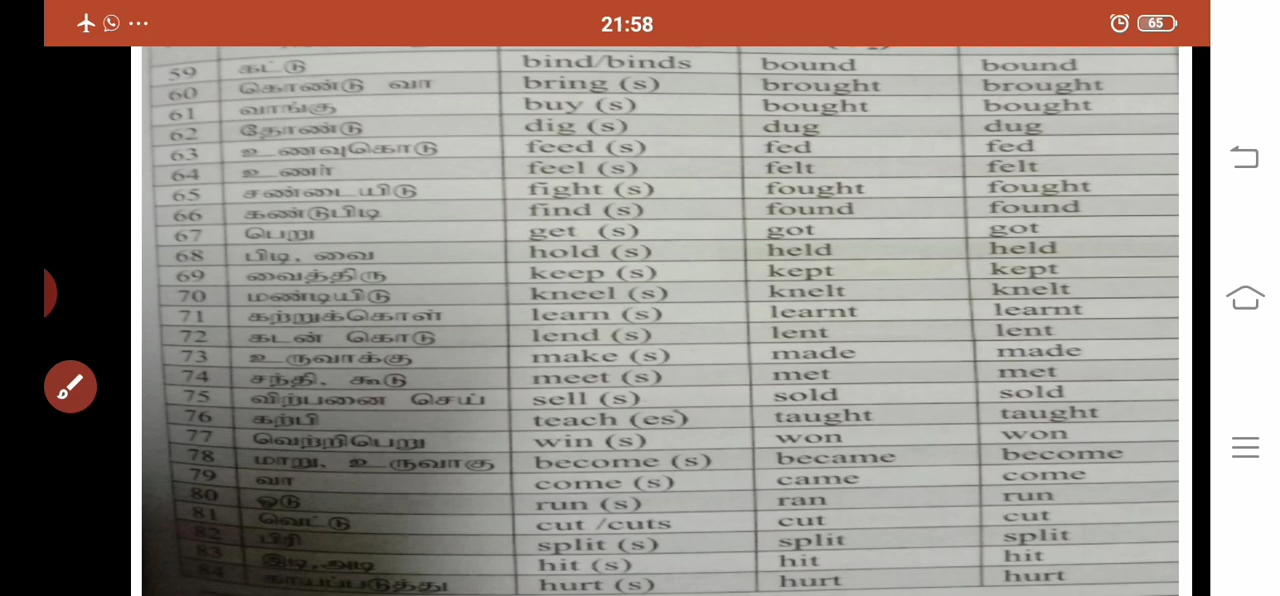 21:58
65
59 கட்டு bind/binds bound bound
60 கொண்டு வா bring (s) brought brought
61 வாங்கு buy (s) bought bought
62 தோண்டு dig (s) dug dug
63 உணவுகொடு feed (s) fed fed
64 உணர் feel (s) felt felt
65 சண்டையிடு fight (s) fought fought
66 கண்டுபிடி find (s) found found
67 பெறு get (s) got got
68 பிடி, வை hold (s) held held
69 வைத்திரு keep (s) kept kept
70 மண்டியிடு kneel (s) knelt knelt
71 கற்றுக்கொள் learn (s) learnt learnt
72 கடன் கொடு lend (s) lent lent
73 உருவாக்கு make (s) made made
74 சந்தி, கூடு meet (s) met met
75 விற்பனை செய் sell (s) sold sold
76 கற்பி teach (es) taught taught
77 வெற்றிபெறு win (s) won won
78 மாறு, உருவாகு become (s) became become
79 வா come (s) came come
80 ஓடு run (s) ran run
81 வெட்டு cut /cuts cut cut
82 பிரி split (s) split split
83 இடி,அடி hit (s) hit hit
84 காயப்படுத்து hurt (s) hurt hurt